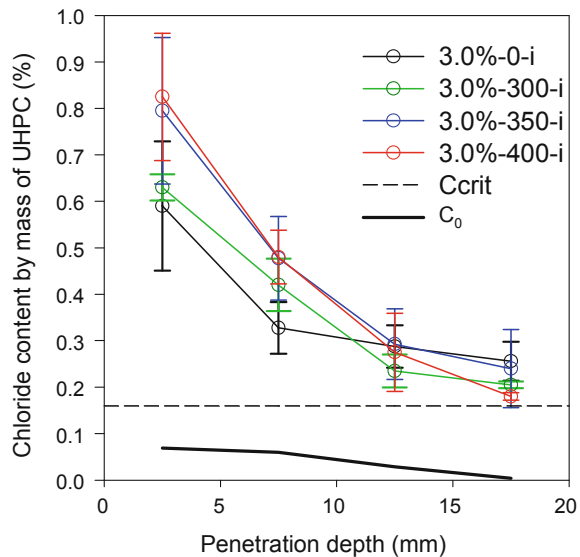 Chloride content by mass of UHPC (%)
1.0
0.9
0.8
0.7
0.6
0.5
0.4
0.3
0.2
0.1
0.0
3.0%-0-i
3.0%-300-i
3.0%-350-i
3.0%-400-i
Ccrit
C₀
0 5 10 15 20
Penetration depth (mm)